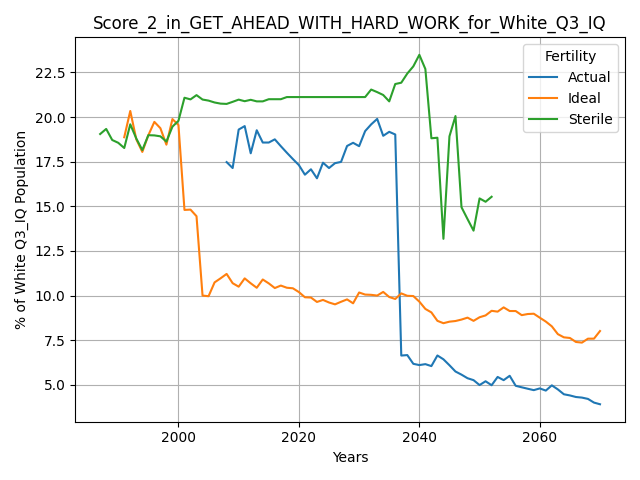 Score_2_in_GET_AHEAD_WITH_HARD_WORK_for_White_Q3_IQ
Fertility
Actual
Ideal
Sterile
% of White Q3_IQ Population
22.5
20.0
17.5
15.0
12.5
10.0
7.5
5.0
2000
2020
2040
2060
Years